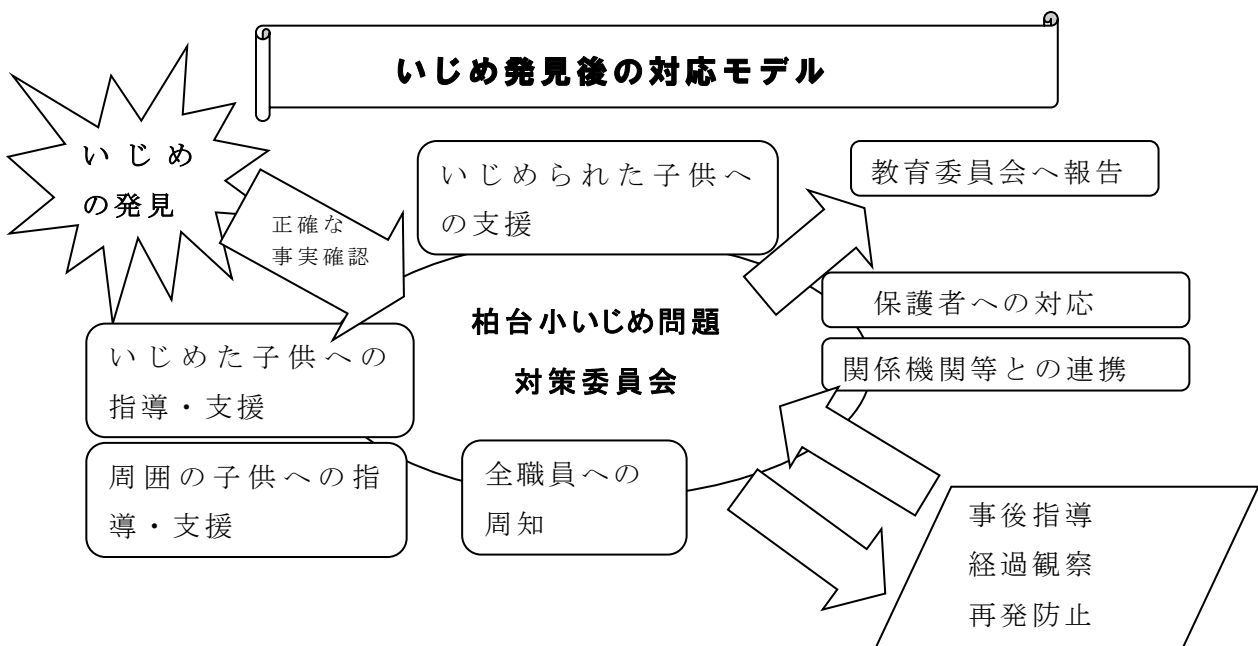 いじめ発見後の対応モデル
いじめ
の発見
正確な
事実確認
いじめられた子供へ
の支援
教育委員会へ報告
保護者への対応
関係機関等との連携
柏台小いじめ問題
対策委員会
いじめた子供への
指導・支援
周囲の子供への指
導・支援
全職員への
周知
事後指導
経過観察
再発防止